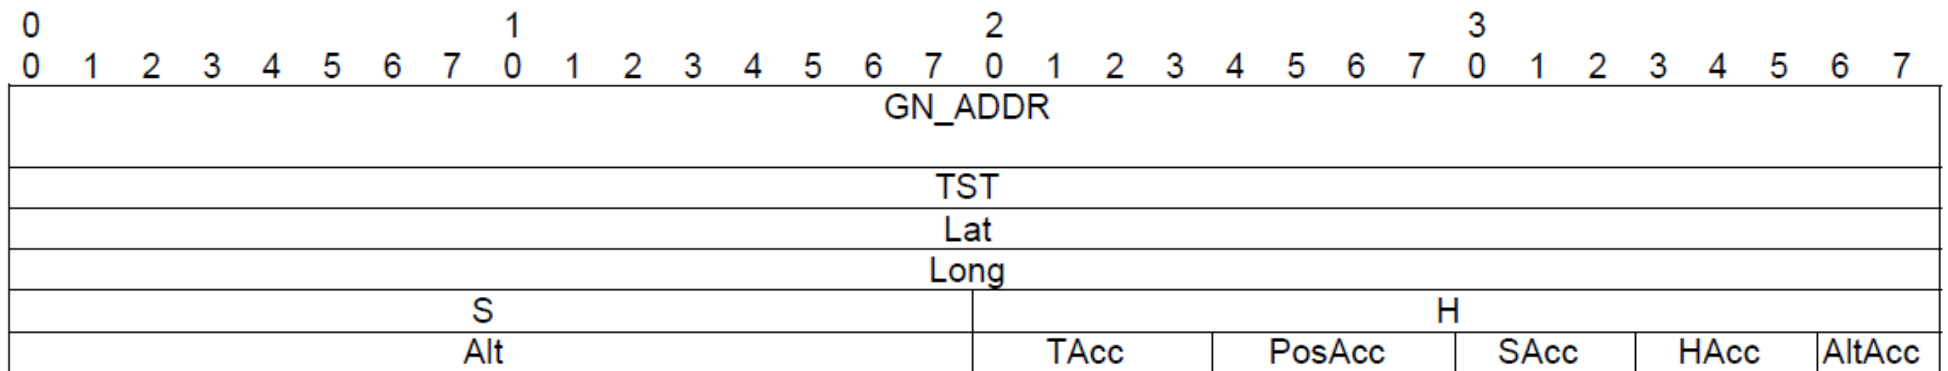 0 1 2 3
0 1 2 3 4 5 6 7 0 1 2 3 4 5 6 7 0 1 2 3 4 5 6 7 0 1 2 3 4 5 6 7
GN_ADDR
TST
Lat
Long
S H
Alt TAcc PosAcc SAcc HAcc AltAcc